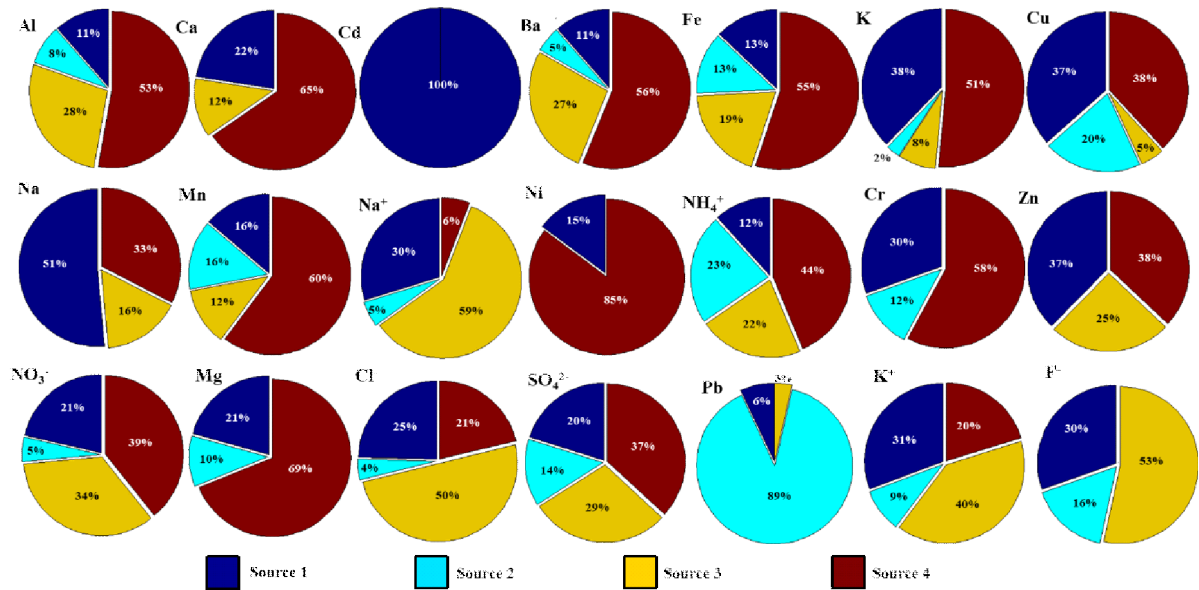 Al Ca Cd Ba Fe K Cu
11% 8% 28% 53%
22% 12% 65%
100%
11% 5% 27% 56%
13% 13% 19% 55%
38% 2% 8% 51%
37% 20% 5% 38%
Na Mn Na⁺ Ni NH₄⁺ Cr Zn
51% 16% 33%
16% 16% 12% 60%
30% 5% 59% 6%
15% 85%
12% 23% 22% 44%
30% 12% 58%
37% 25% 38%
NO₃⁻ Mg Cl SO₄²⁻ Pb K⁺
21% 5% 34% 39%
21% 10% 69%
25% 4% 50% 21%
20% 14% 29% 37%
6% 89% 3%
31% 9% 40% 20%
30% 16% 53%
Source 1 Source 2 Source 3 Source 4